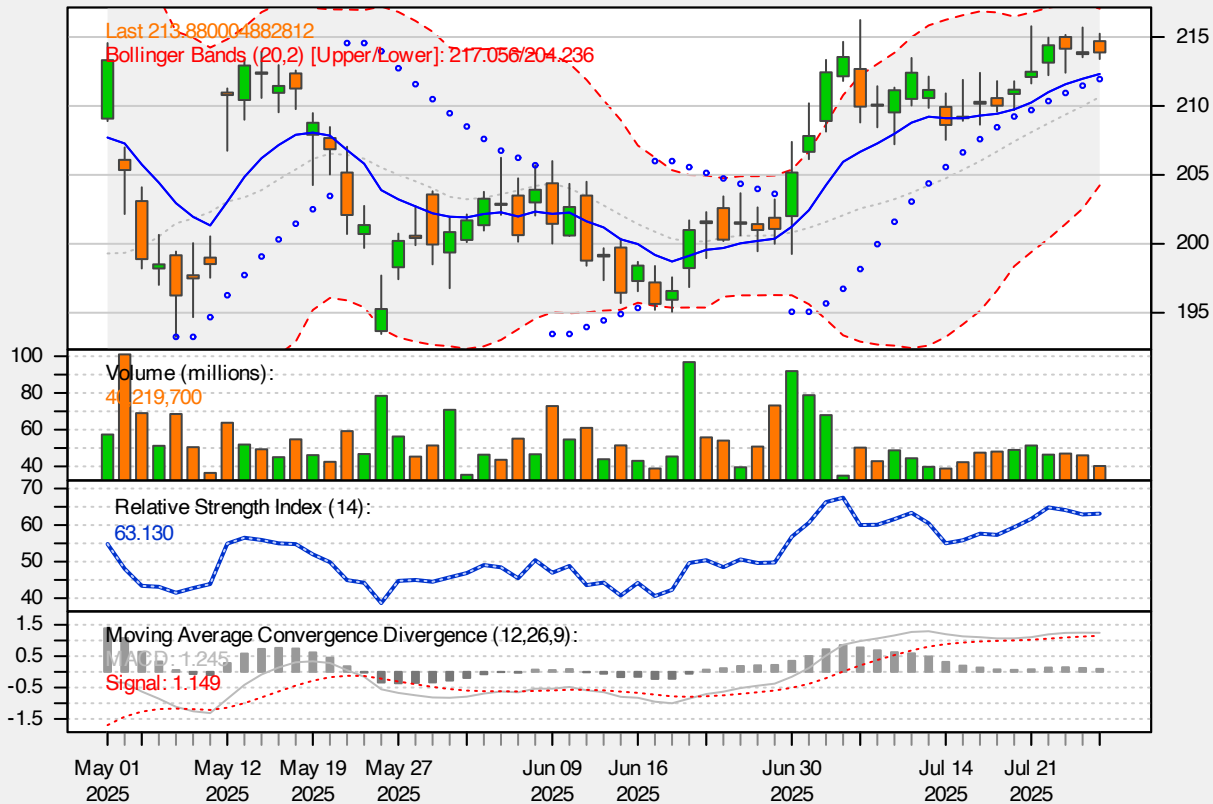 Last 213.880004882812
Bollinger Bands (20,2) [Upper/Lower]: 217.056/204.236
215
210
205
200
195
Volume (millions):
219,700
100
80
60
40
Relative Strength Index (14):
63.130
70
60
50
40
Moving Average Convergence Divergence (12,26,9):
MACD: 1.245
Signal: 1.149
1.5
0.5
-0.5
-1.5
May 01
2025
May 12
2025
May 19
2025
May 27
2025
Jun 09
2025
Jun 16
2025
Jun 30
2025
Jul 14
2025
Jul 21
2025